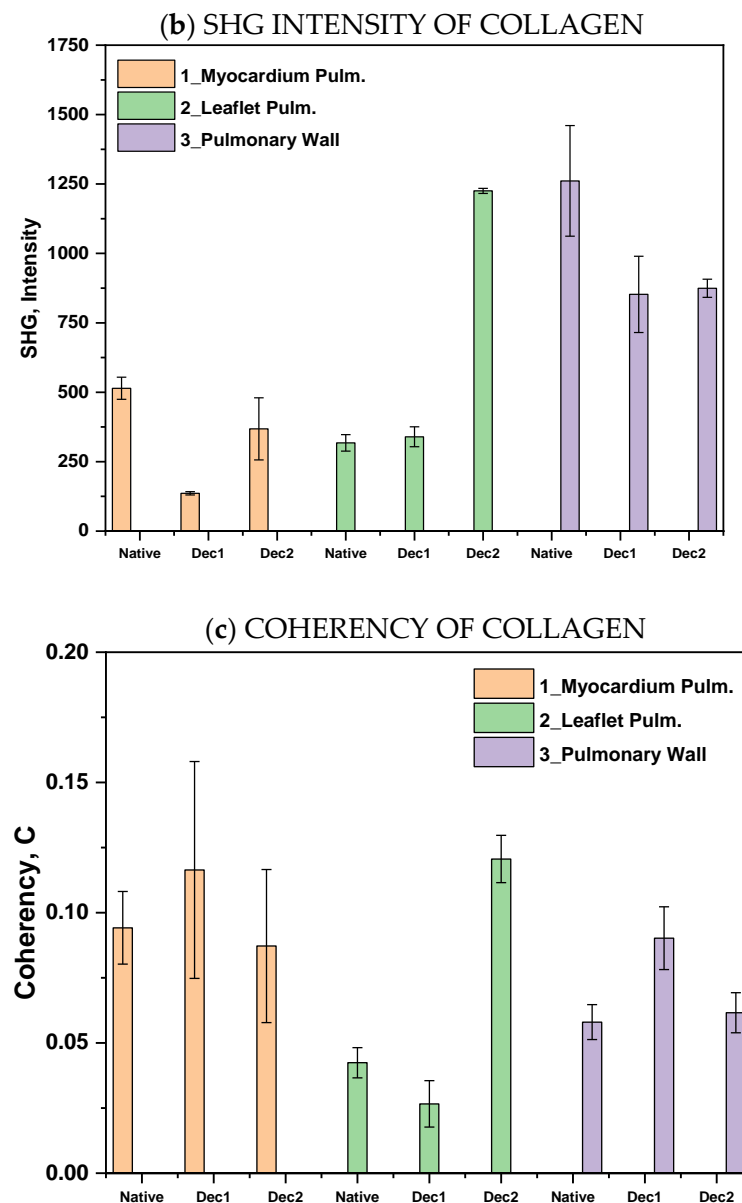 (b) SHG INTENSITY OF COLLAGEN
1750
1500
1250
1000
750
500
250
0
SHG, Intensity
1_Myocardium Pulm.
2_Leaflet Pulm.
3_Pulmonary Wall
Native Dec1 Dec2 Native Dec1 Dec2 Native Dec1 Dec2
(c) COHERENCY OF COLLAGEN
0.20
0.15
0.10
0.05
0.00
Coherency, C
1_Myocardium Pulm.
2_Leaflet Pulm.
3_Pulmonary Wall
Native Dec1 Dec2 Native Dec1 Dec2 Native Dec1 Dec2